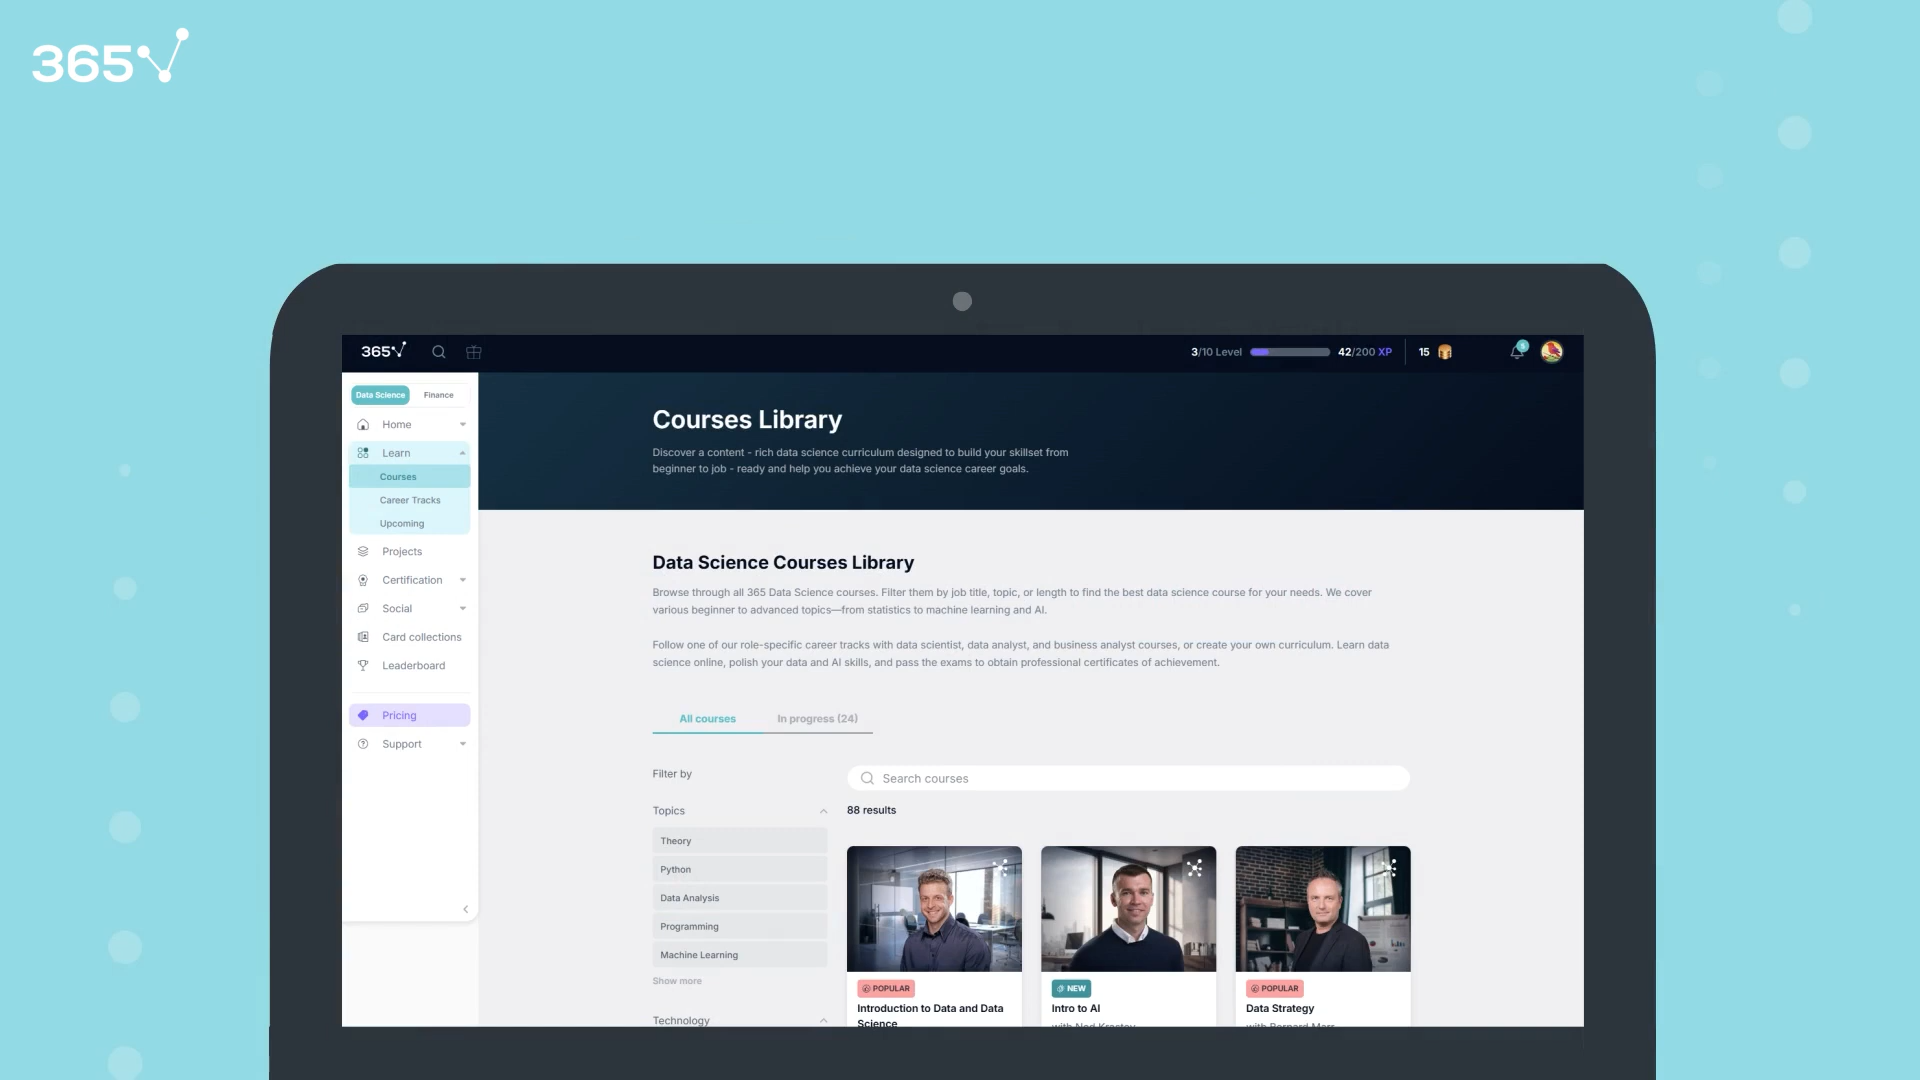 365
365
3/10 Level
42/200 XP
15
5
Data Science
Finance
Home
Learn
Courses
Career Tracks
Upcoming
Projects
Certification
Social
Card collections
Leaderboard
Pricing
Support
Courses Library
Discover a content - rich data science curriculum designed to build your skillset from
beginner to job - ready and help you achieve your data science career goals.
Data Science Courses Library
Browse through all 365 Data Science courses. Filter them by job title, topic, or length to find the best data science course for your needs. We cover
various beginner to advanced topics—from statistics to machine learning and AI.
Follow one of our role-specific career tracks with data scientist, data analyst, and business analyst courses, or create your own curriculum. Learn data
science online, polish your data and AI skills, and pass the exams to obtain professional certificates of achievement.
All courses
In progress (24)
Filter by
Search courses
Topics
88 results
Theory
Python
Data Analysis
Programming
Machine Learning
Show more
Technology
POPULAR
Introduction to Data and Data
Science
NEW
Intro to AI
with Ned Krastev
POPULAR
Data Strategy
with Bernard Marr